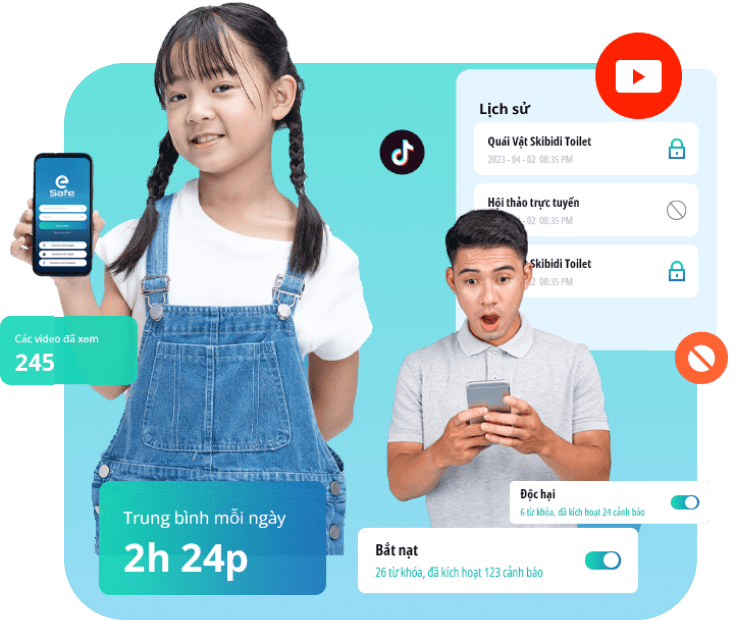 Lịch sử
Quái Vật Skibidi Toilet
2023 - 04 - 02 08:35 PM
Hội thảo trực tuyến
- 02 08:35 PM
Skibidi Toilet
02 08:35 PM
e
Safe
Các video đã xem
245
Độc hại
6 từ khóa, đã kích hoạt 24 cảnh báo
Trung bình mỗi ngày
2h 24p
Bắt nạt
26 từ khóa, đã kích hoạt 123 cảnh báo